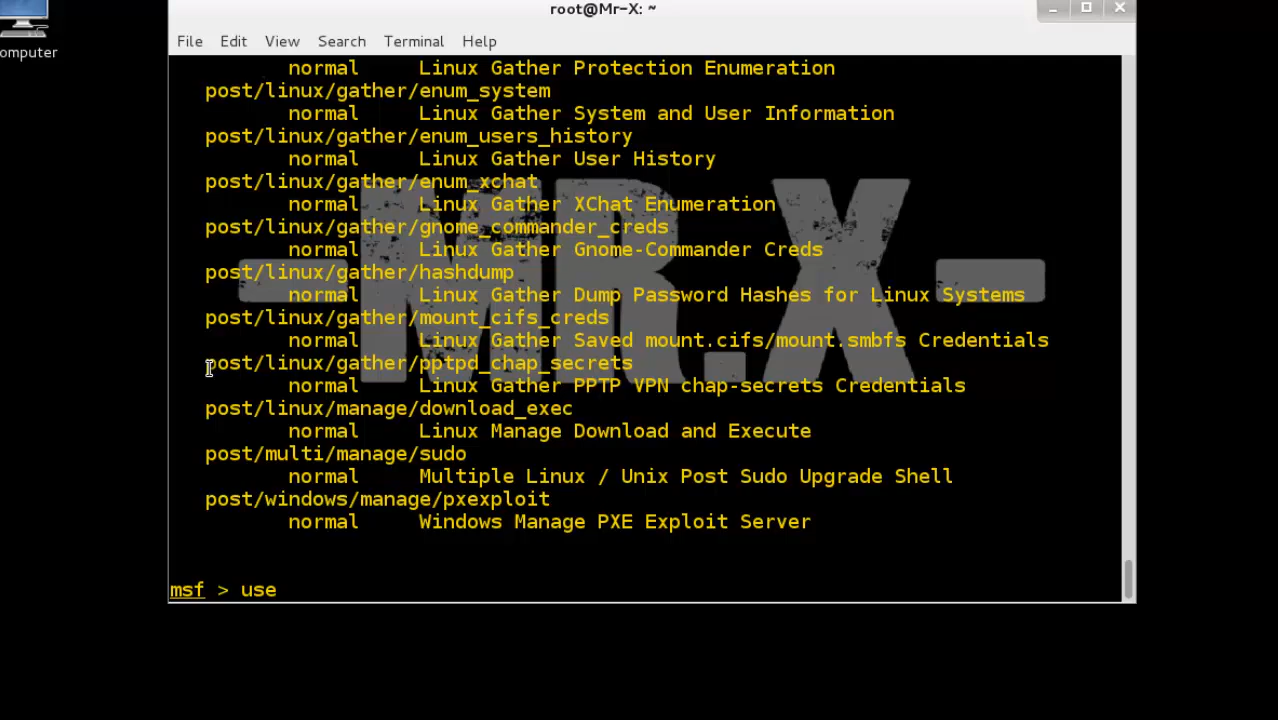 root@Mr-X: ~
omputer
File Edit View Search Terminal Help
normal Linux Gather Protection Enumeration
post/linux/gather/enum_system
normal Linux Gather System and User Information
post/linux/gather/enum_users_history
normal Linux Gather User History
post/linux/gather/enum_xchat
normal Linux Gather XChat Enumeration
post/linux/gather/gnome_commander_creds
normal Linux Gather Gnome-Commander Creds
post/linux/gather/hashdump
normal Linux Gather Dump Password Hashes for Linux Systems
post/linux/gather/mount_cifs_creds
normal Linux Gather Saved mount.cifs/mount.smbfs Credentials
post/linux/gather/pptpd_chap_secrets
normal Linux Gather PPTP VPN chap-secrets Credentials
post/linux/manage/download_exec
normal Linux Manage Download and Execute
post/multi/manage/sudo
normal Multiple Linux / Unix Post Sudo Upgrade Shell
post/windows/manage/pxexploit
normal Windows Manage PXE Exploit Server
msf > use
-MR.X-